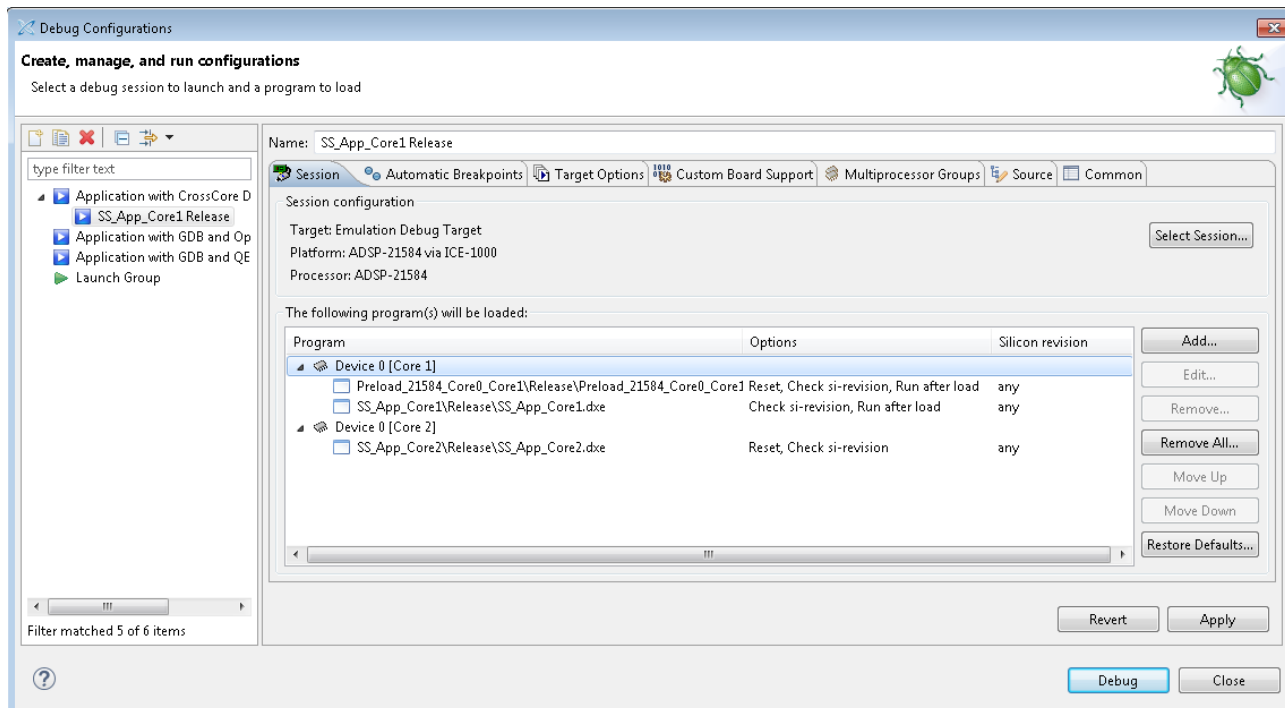 Debug Configurations
Create, manage, and run configurations
Select a debug session to launch and a program to load
type filter text
Application with CrossCore D
SS_App_Core1 Release
Application with GDB and Op
Application with GDB and QE
Launch Group
Filter matched 5 of 6 items
Name: SS_App_Core1 Release
Session Automatic Breakpoints Target Options Custom Board Support Multiprocessor Groups Source Common
Session configuration
Target: Emulation Debug Target
Platform: ADSP-21584 via ICE-1000
Processor: ADSP-21584
Select Session...
The following program(s) will be loaded:
Program Options Silicon revision
Device 0 [Core 1]
Preload_21584_Core0_Core1\Release\Preload_21584_Core0_Core1 Reset, Check si-revision, Run after load any
SS_App_Core1\Release\SS_App_Core1.dxe Check si-revision, Run after load any
Device 0 [Core 2]
SS_App_Core2\Release\SS_App_Core2.dxe Reset, Check si-revision any
Add...
Edit...
Remove...
Remove All...
Move Up
Move Down
Restore Defaults...
Revert Apply
Debug Close